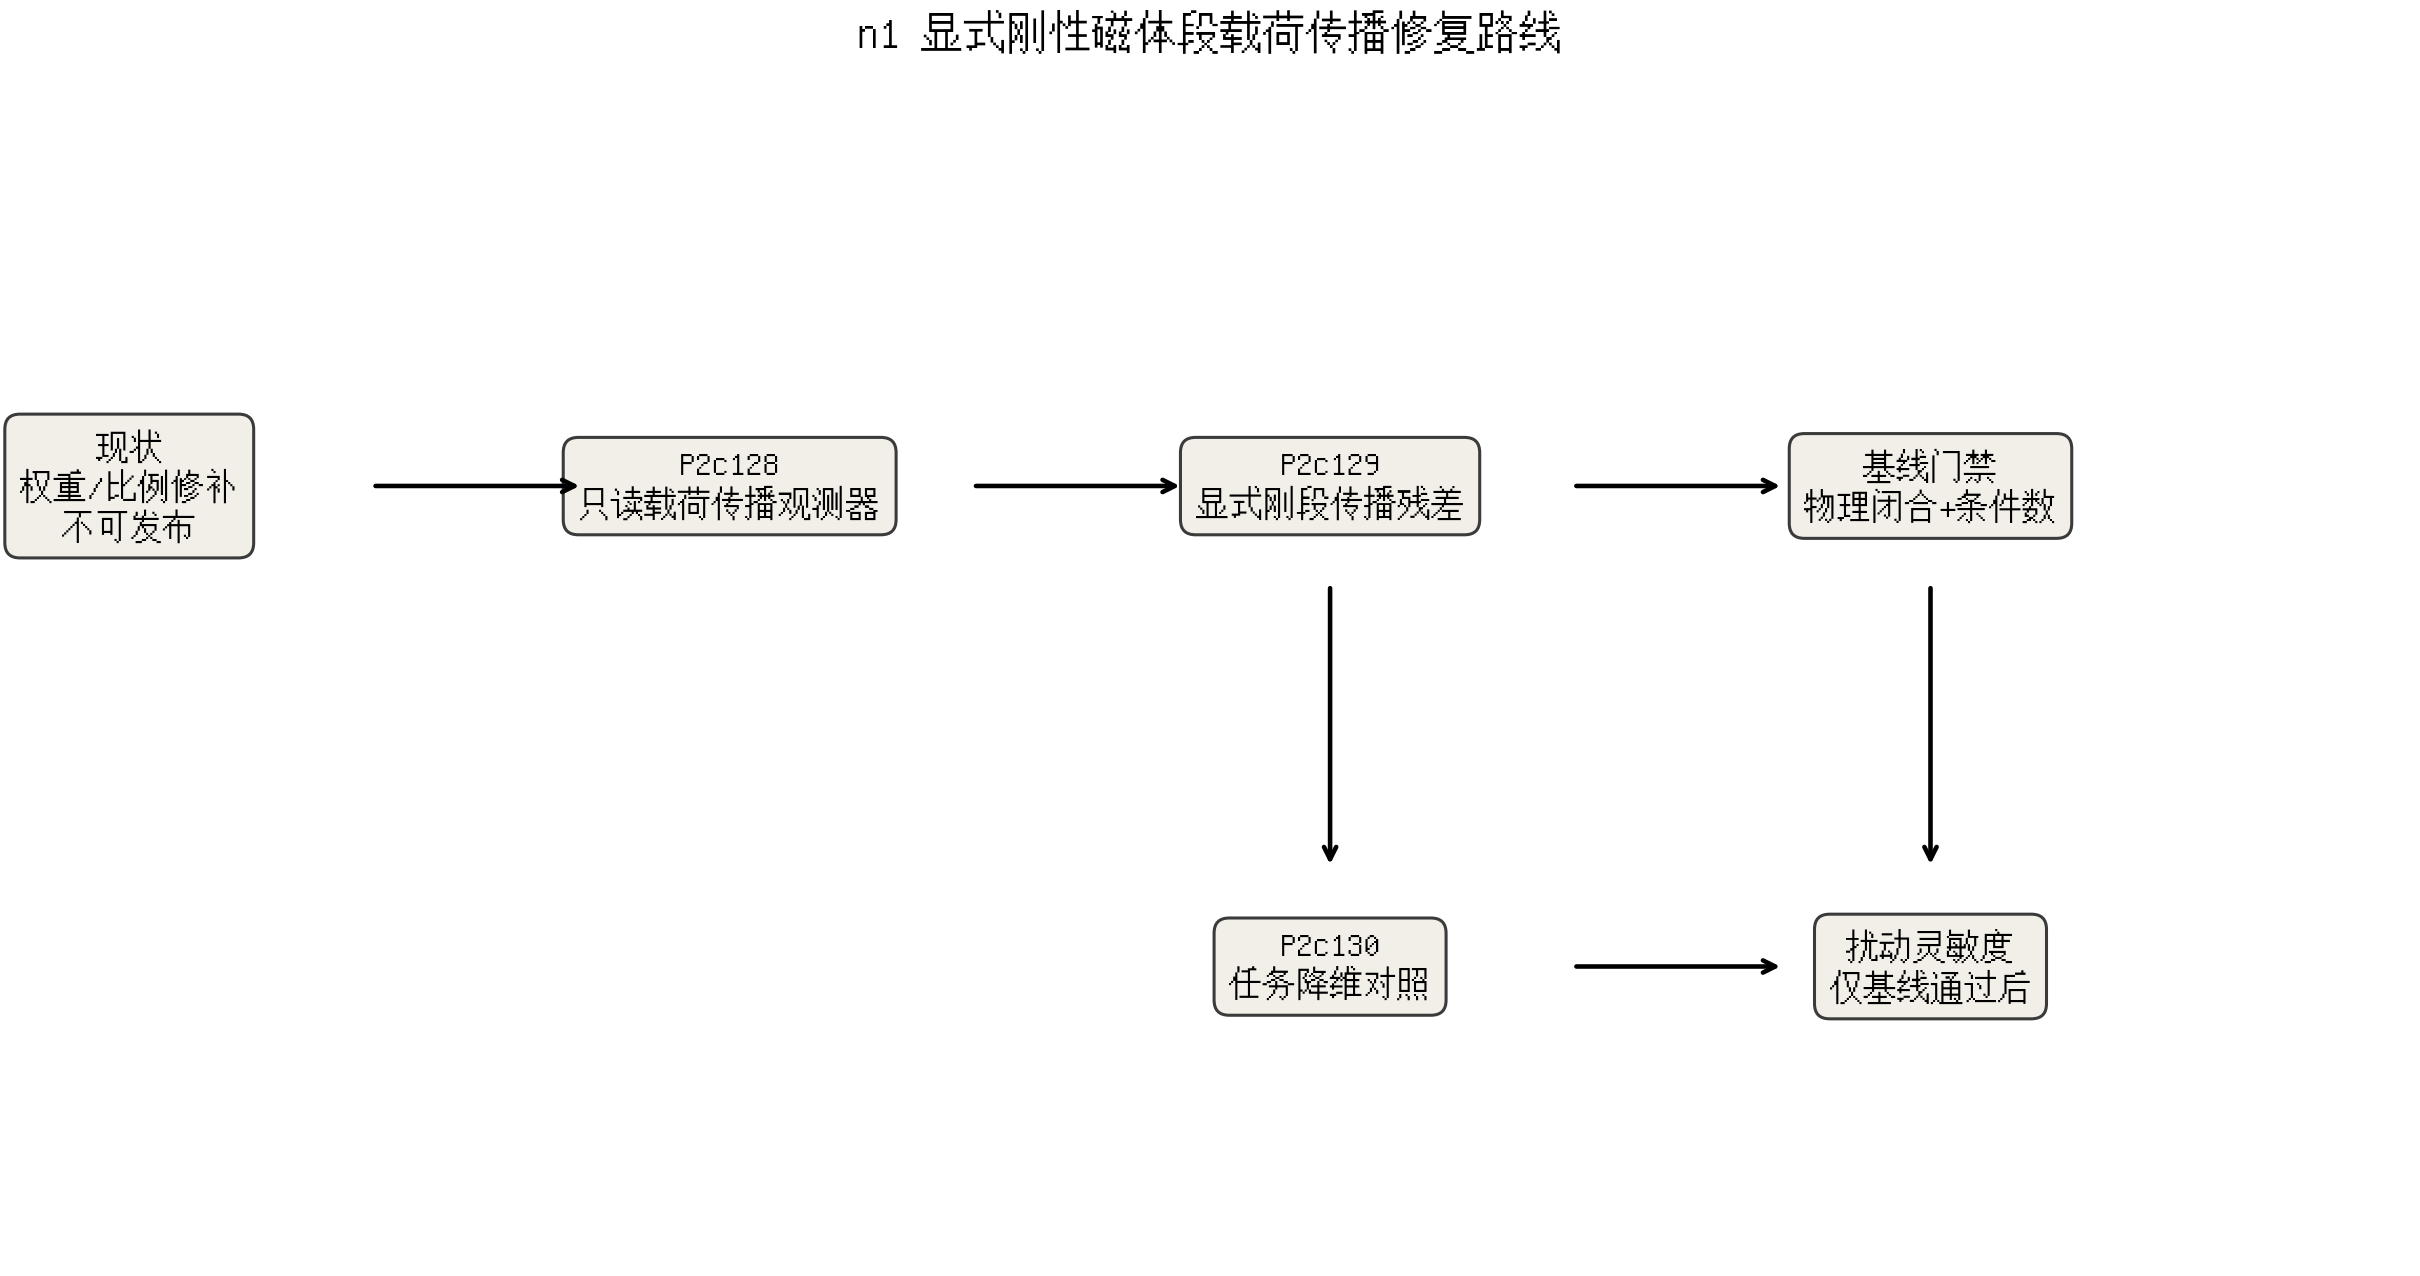 n1 显式刚性磁体段载荷传播修复路线
现状
权重/比例修补
不可发布
P2c128
只读载荷传播观测器
P2c129
显式刚段传播残差
基线门禁
物理闭合+条件数
P2c130
任务降维对照
扰动灵敏度
仅基线通过后